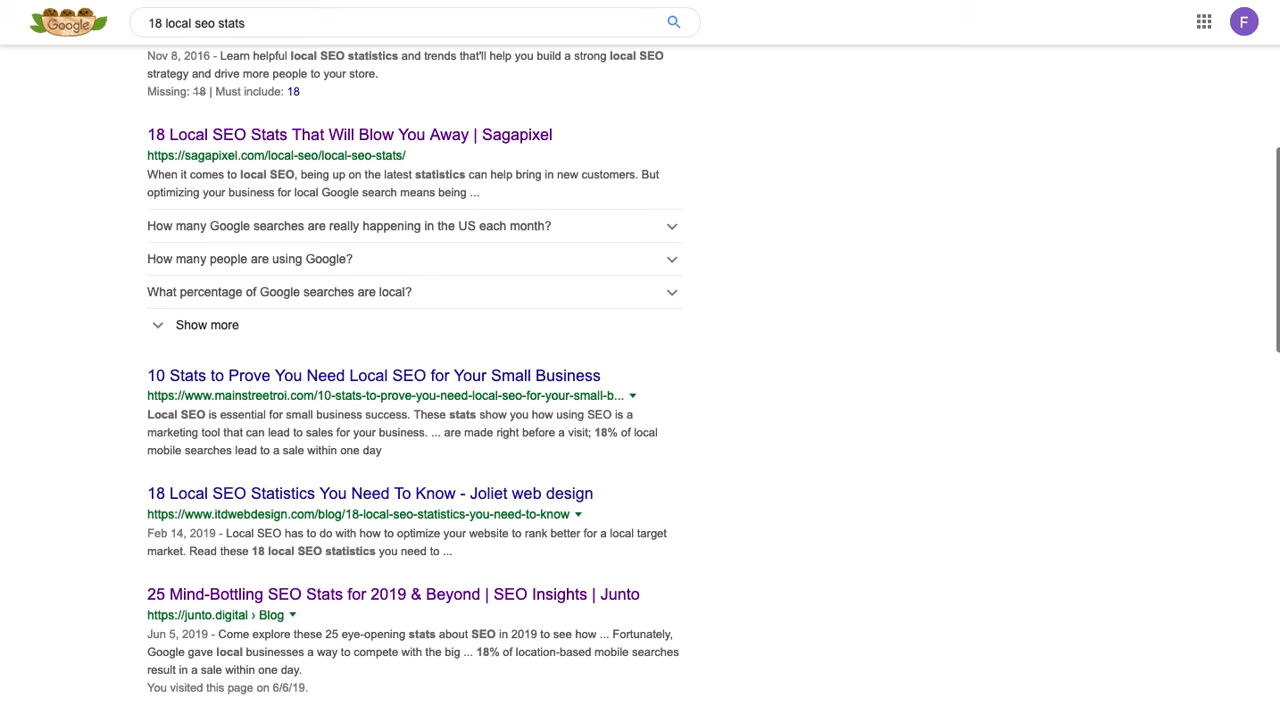 Google
18 local seo stats
F
Nov 8, 2016 - Learn helpful local SEO statistics and trends that'll help you build a strong local SEO
strategy and drive more people to your store.
Missing: 18 | Must include: 18
18 Local SEO Stats That Will Blow You Away | Sagapixel
https://sagapixel.com/local-seo/local-seo-stats/
When it comes to local SEO, being up on the latest statistics can help bring in new customers. But
optimizing your business for local Google search means being ...
How many Google searches are really happening in the US each month?
How many people are using Google?
What percentage of Google searches are local?
Show more
10 Stats to Prove You Need Local SEO for Your Small Business
https://www.mainstreetroi.com/10-stats-to-prove-you-need-local-seo-for-your-small-b...
Local SEO is essential for small business success. These stats show you how using SEO is a
marketing tool that can lead to sales for your business. ... are made right before a visit; 18% of local
mobile searches lead to a sale within one day
18 Local SEO Statistics You Need To Know - Joliet web design
https://www.itdwebdesign.com/blog/18-local-seo-statistics-you-need-to-know
Feb 14, 2019 - Local SEO has to do with how to optimize your website to rank better for a local target
market. Read these 18 local SEO statistics you need to ...
25 Mind-Bottling SEO Stats for 2019 & Beyond | SEO Insights | Junto
https://junto.digital › Blog
Jun 5, 2019 - Come explore these 25 eye-opening stats about SEO in 2019 to see how ... Fortunately,
Google gave local businesses a way to compete with the big ... 18% of location-based mobile searches
result in a sale within one day.
You visited this page on 6/6/19.